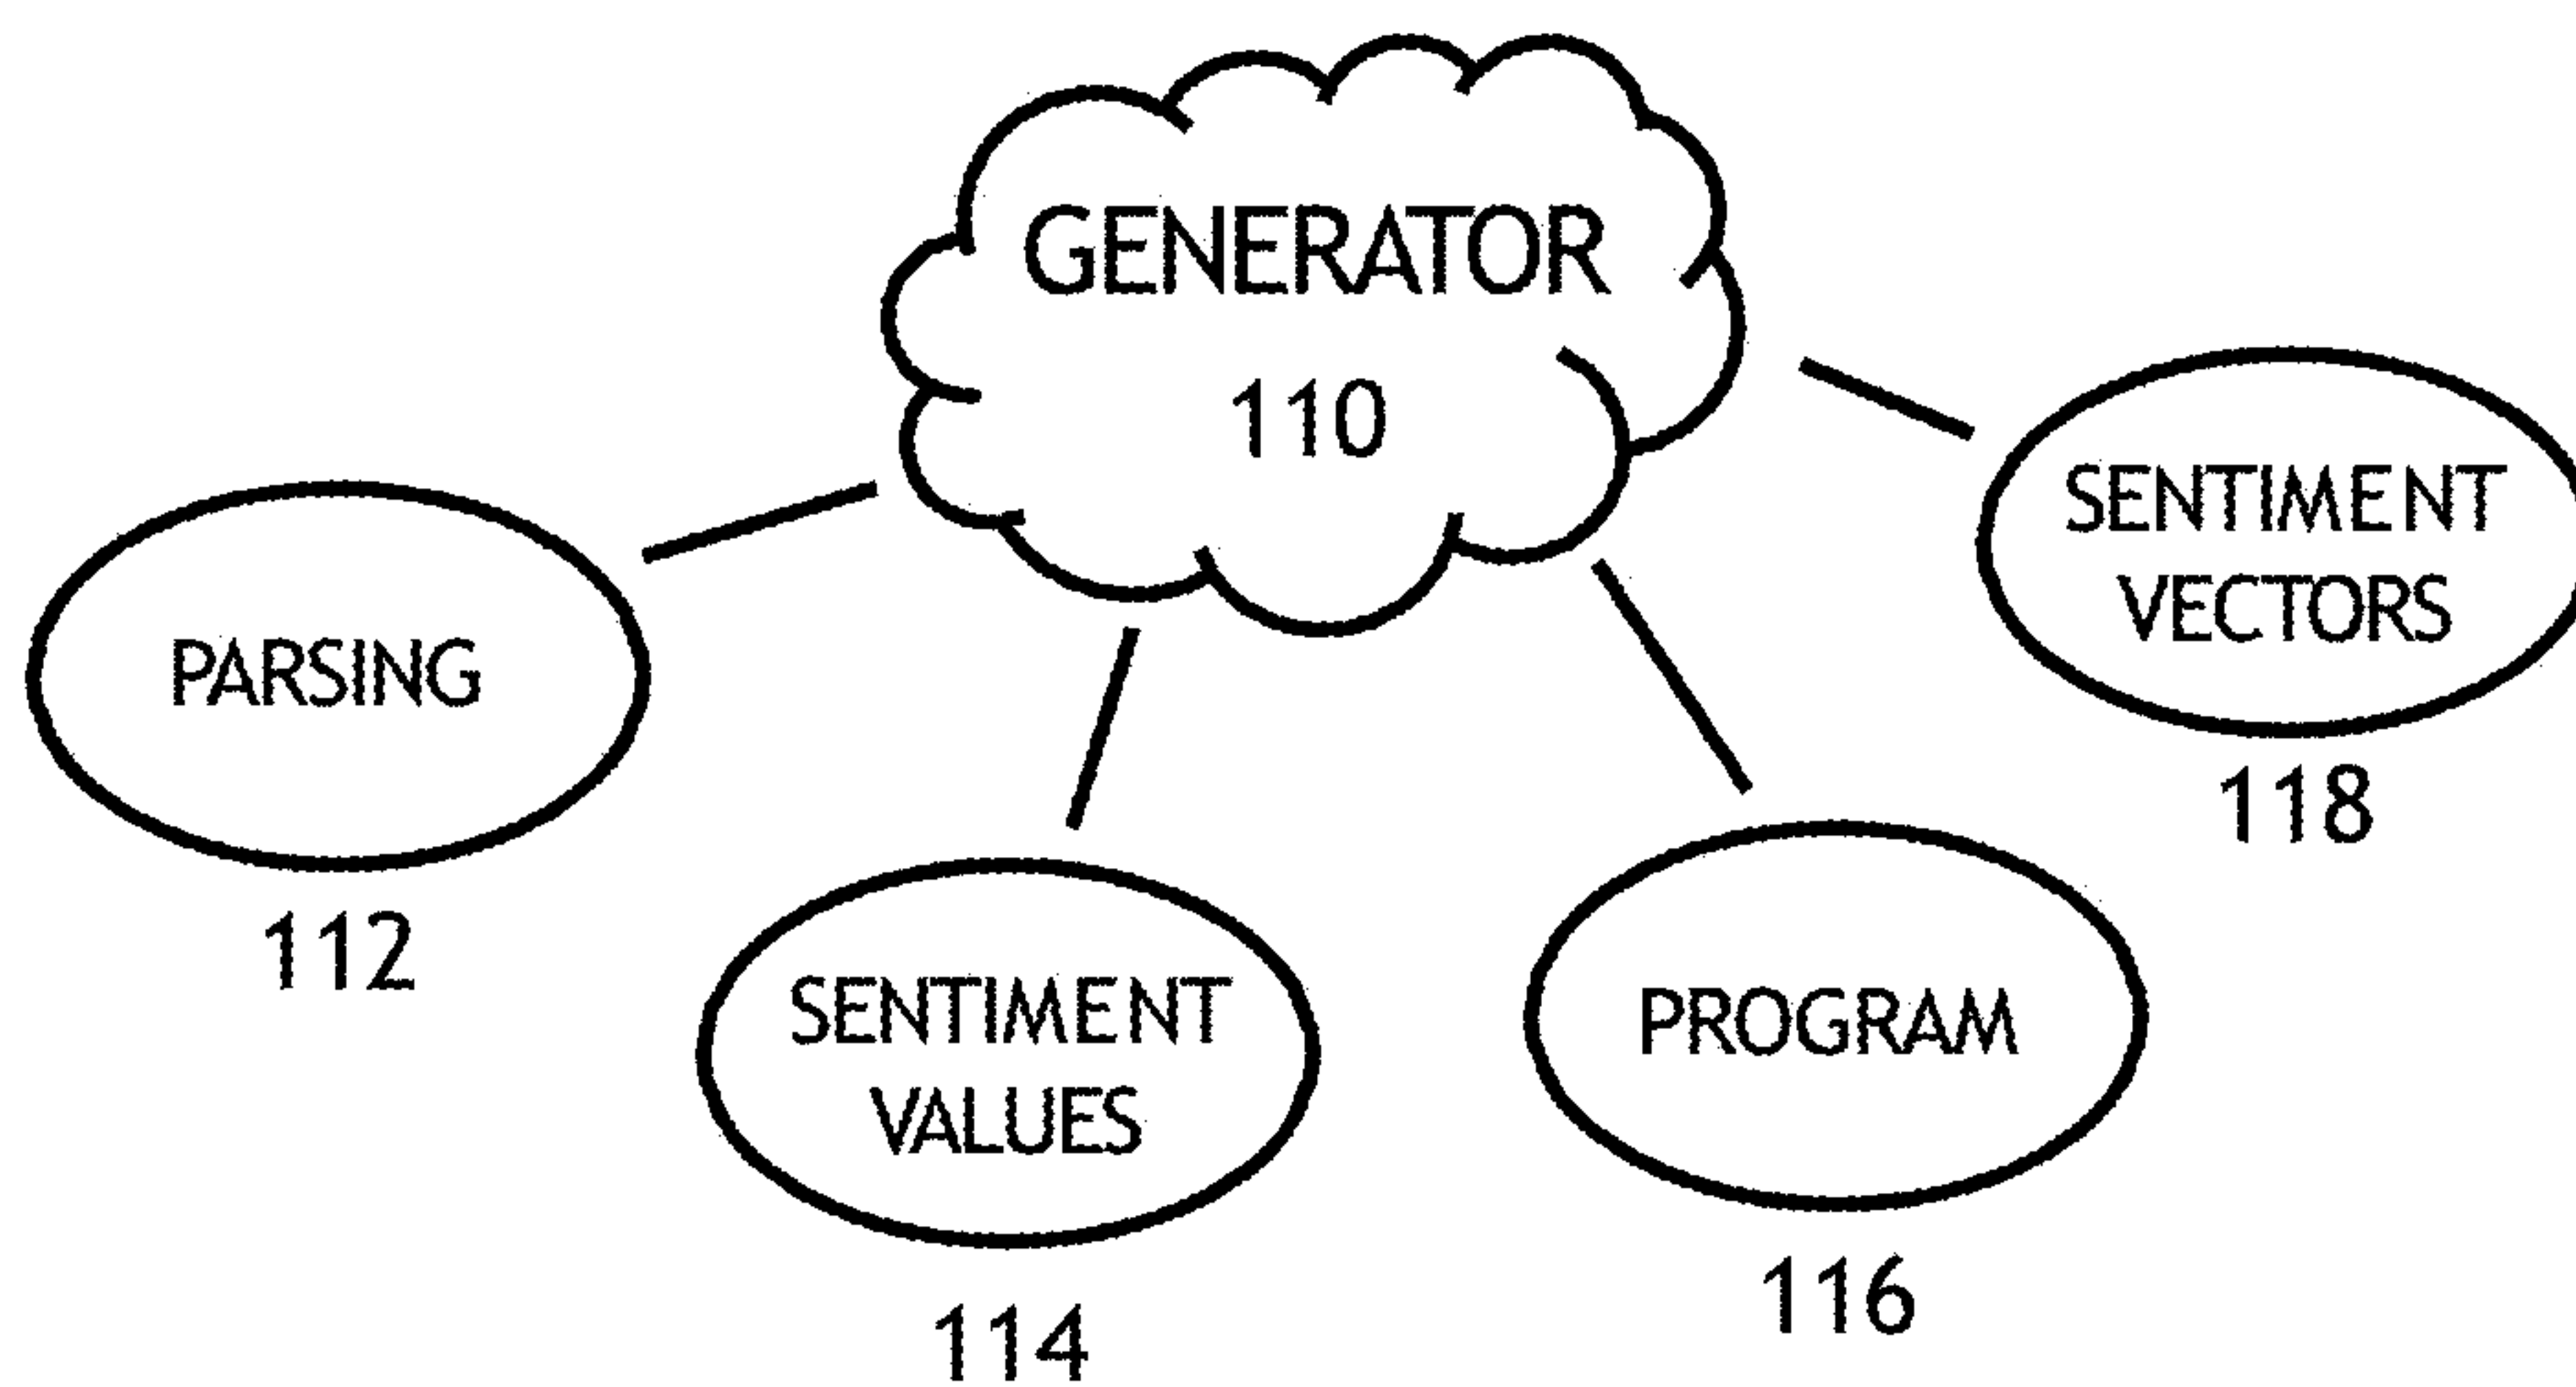 GENERATOR
110
SENTIMENT
VECTORS
118
PARSING
112
SENTIMENT
VALUES
114
PROGRAM
116